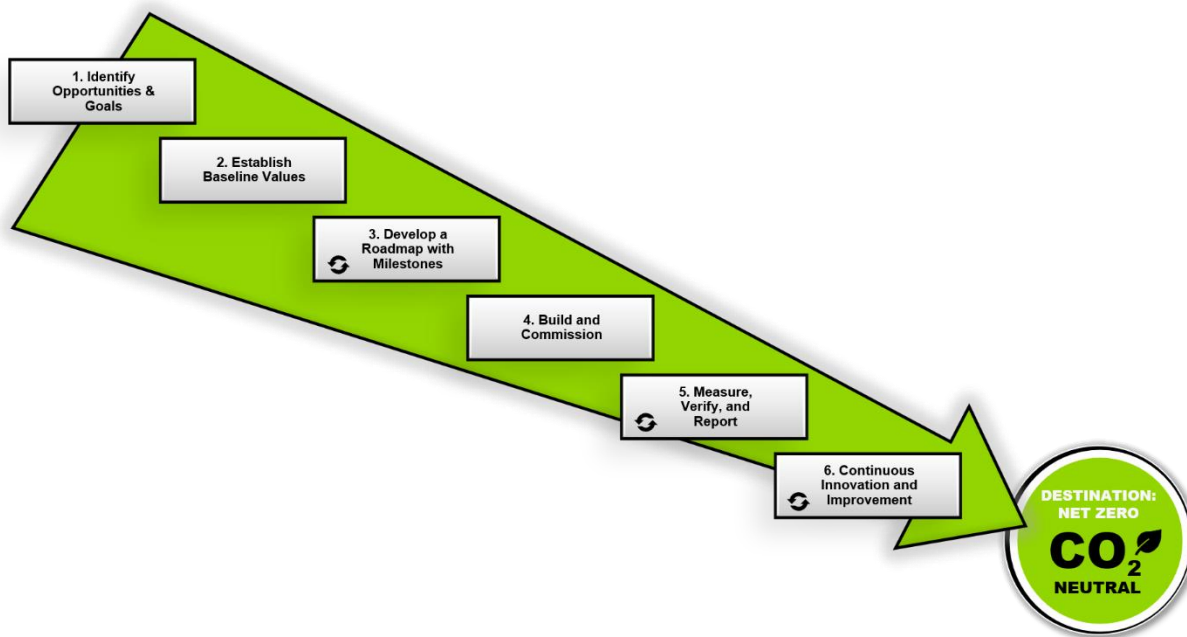 1. Identify
Opportunities &
Goals
2. Establish
Baseline Values
3. Develop a
Roadmap with
Milestones
4. Build and
Commission
5. Measure,
Verify, and
Report
6. Continuous
Innovation and
Improvement
DESTINATION:
NET ZERO
CO₂
NEUTRAL